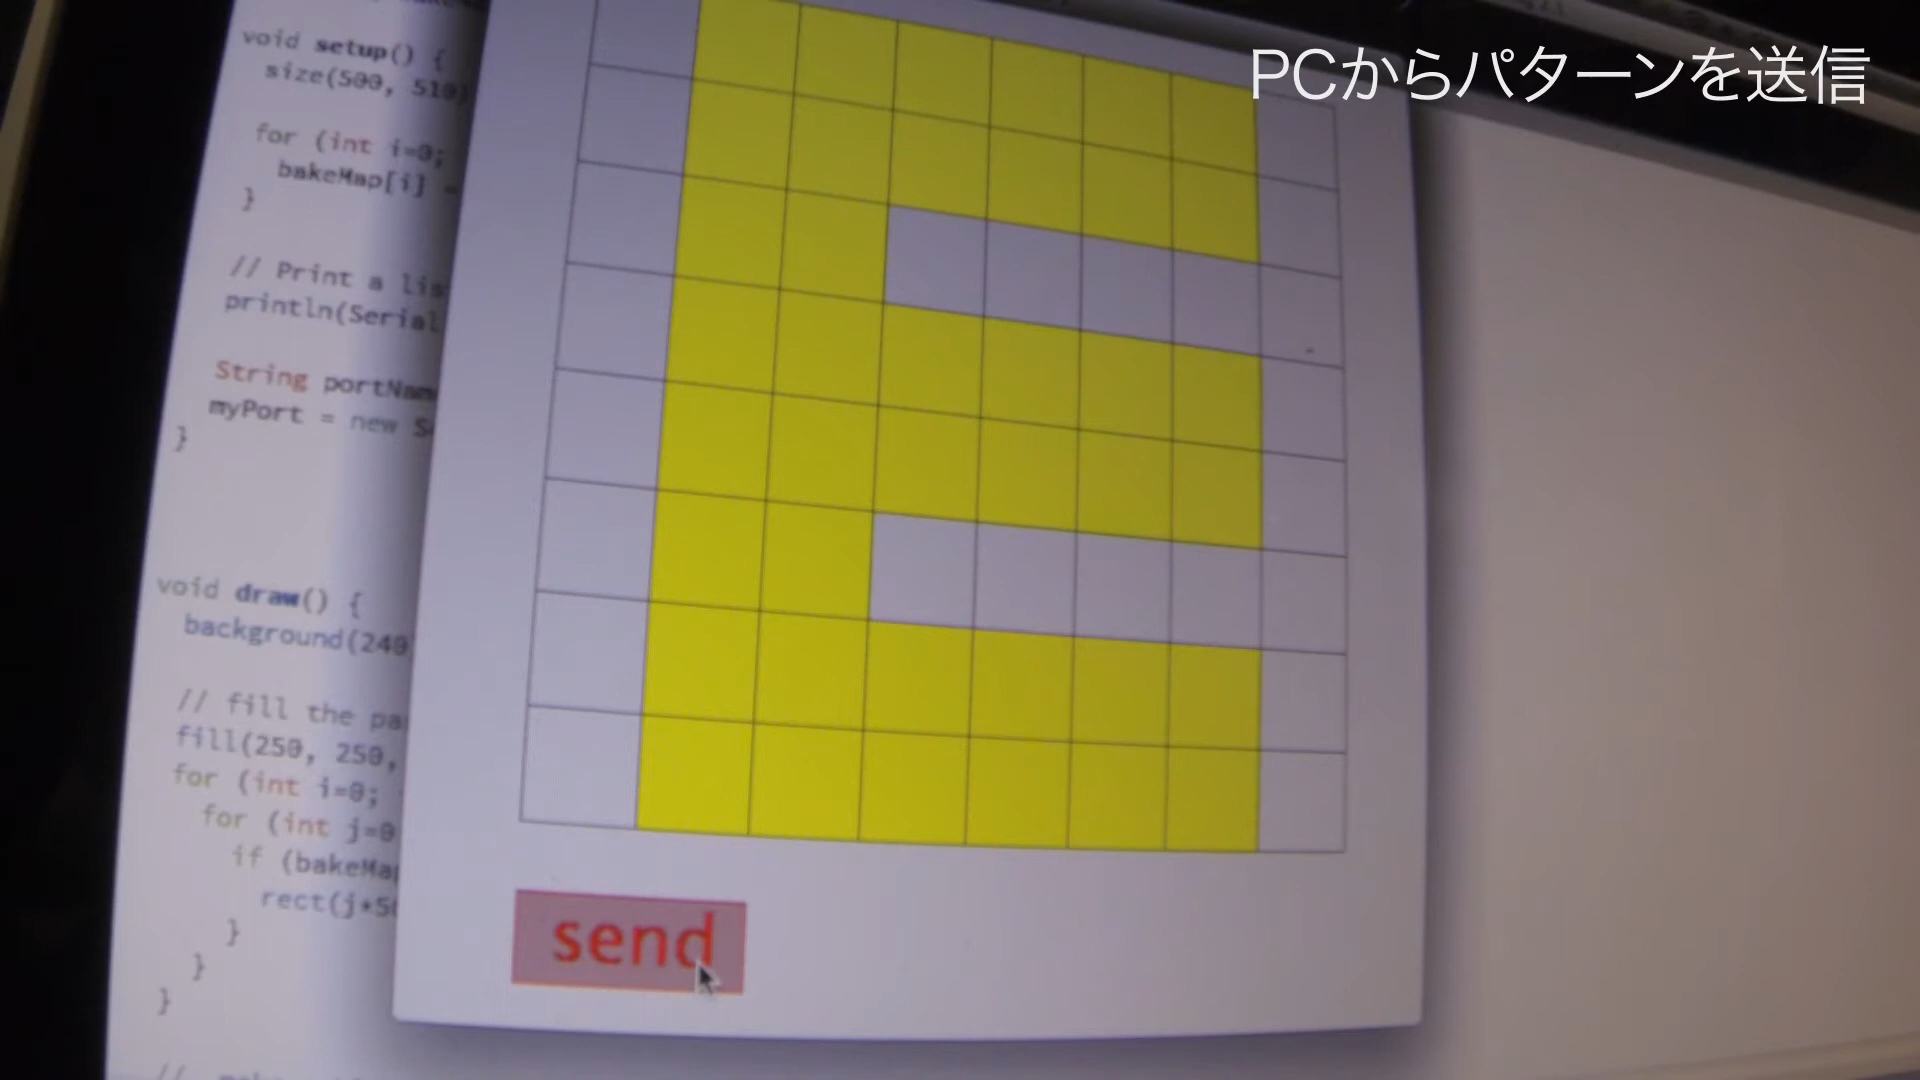 PCからパターンを送信
void setup() {
size(500, 510)
for (int i=0;
bakeMap[i] =
}
// Print a lis
println(Serial
String portNam
myPort = new S
}
void draw() {
background(240
// fill the pa
fill(250, 250,
for (int i=0;
for (int j=0
if (bakeMap
rect(j*50
}
}
}
send